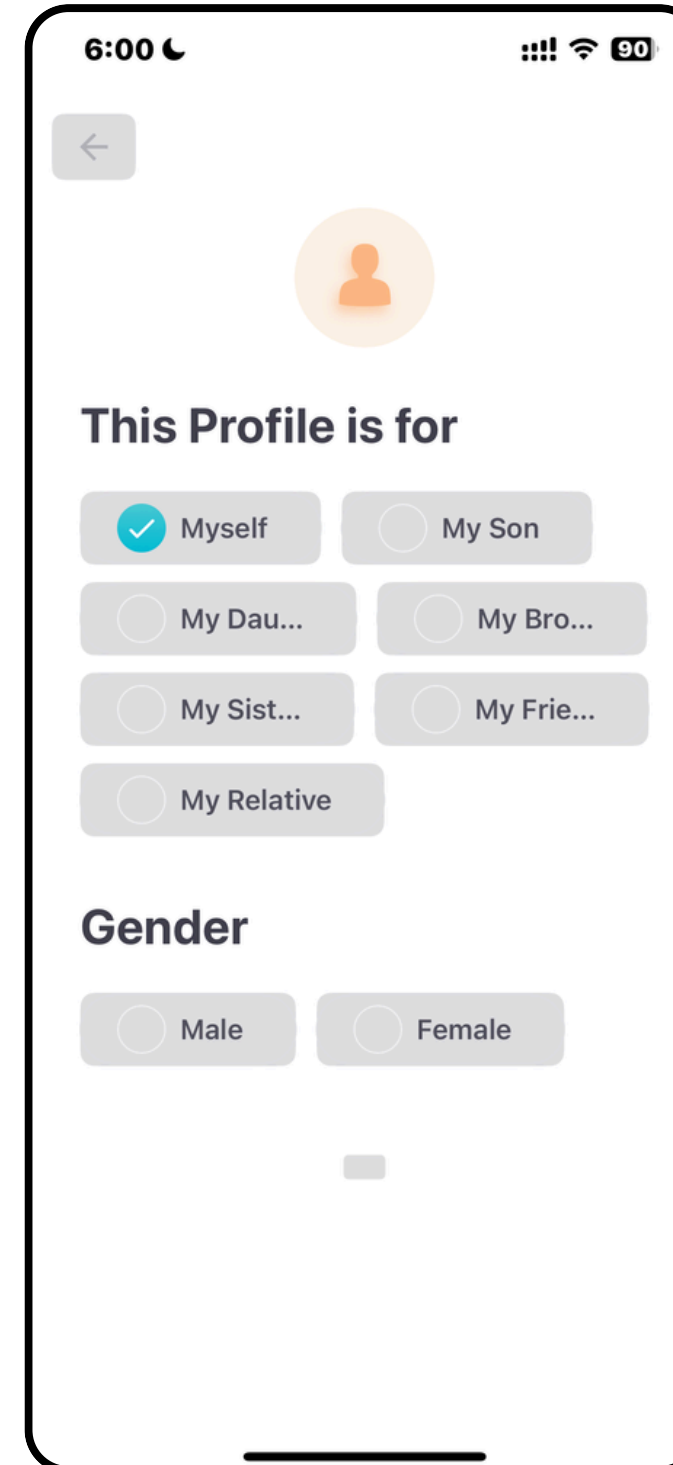 6:00
90
This Profile is for
Myself
My Son
My Dau...
My Bro...
My Sist...
My Frie...
My Relative
Gender
Male
Female